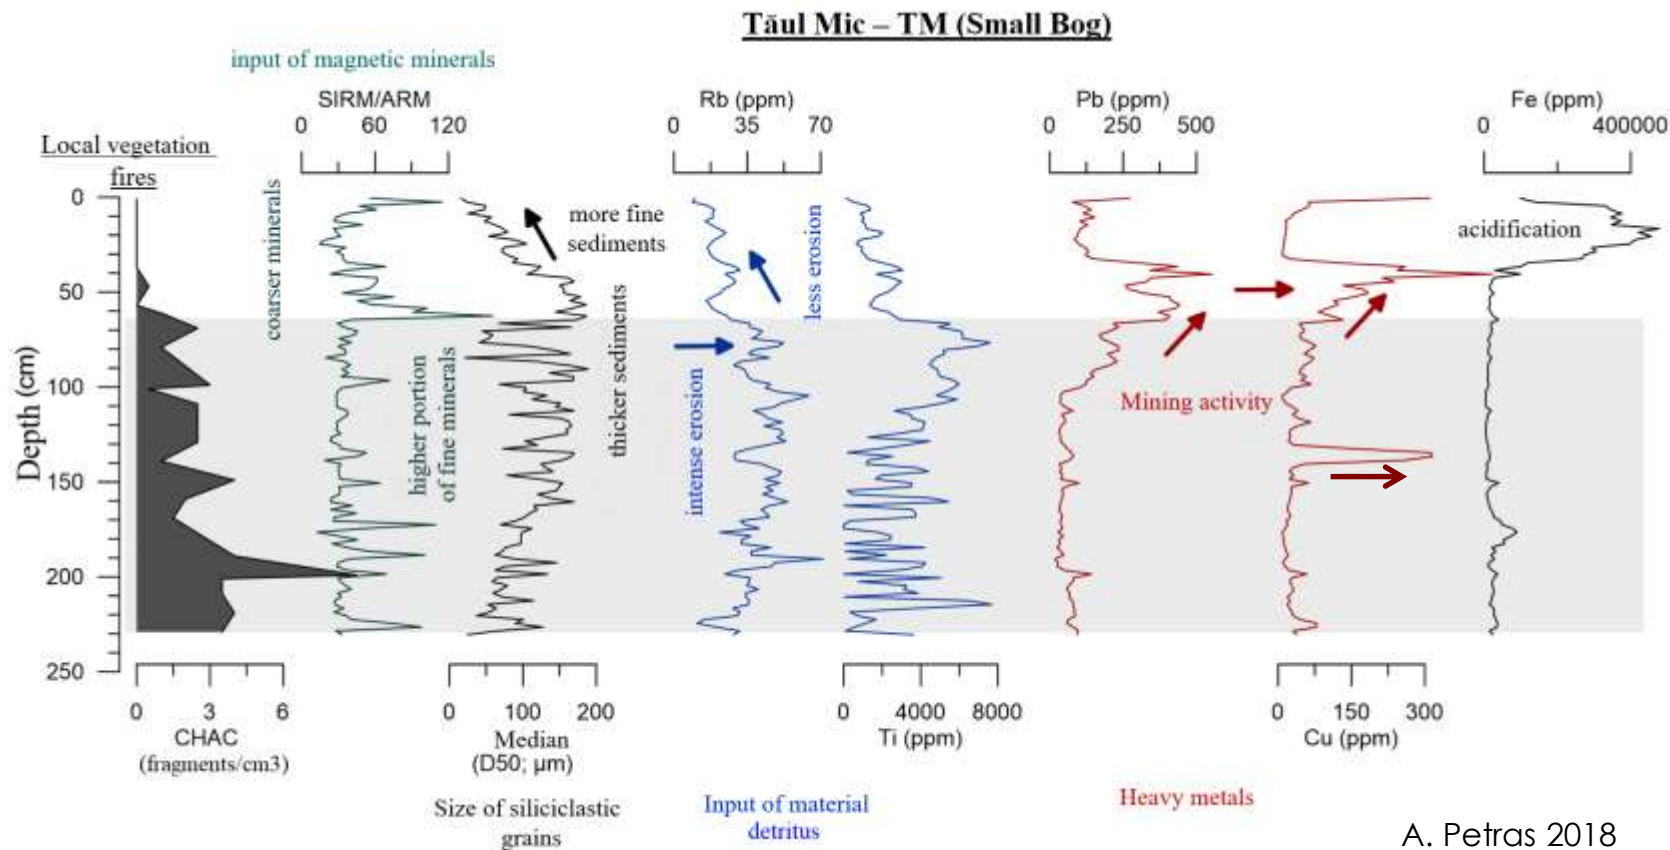 Tăul Mic – TM (Small Bog)
input of magnetic minerals
SIRM/ARM
0 60 120
Rb (ppm)
0 35 70
Pb (ppm)
0 250 500
Fe (ppm)
0 400000
Local vegetation
fires
0
50
100
150
200
250
Depth (cm)
coarser minerals
higher portion
of fine minerals
more fine
sediments
thicker sediments
less erosion
intense erosion
Mining activity
acidification
0 3 6
CHAC
(fragments/cm3)
0 100 200
Median
(D50; µm)
0 4000 8000
Ti (ppm)
0 150 300
Cu (ppm)
Size of siliciclastic
grains
Input of material
detritus
Heavy metals
A. Petras 2018